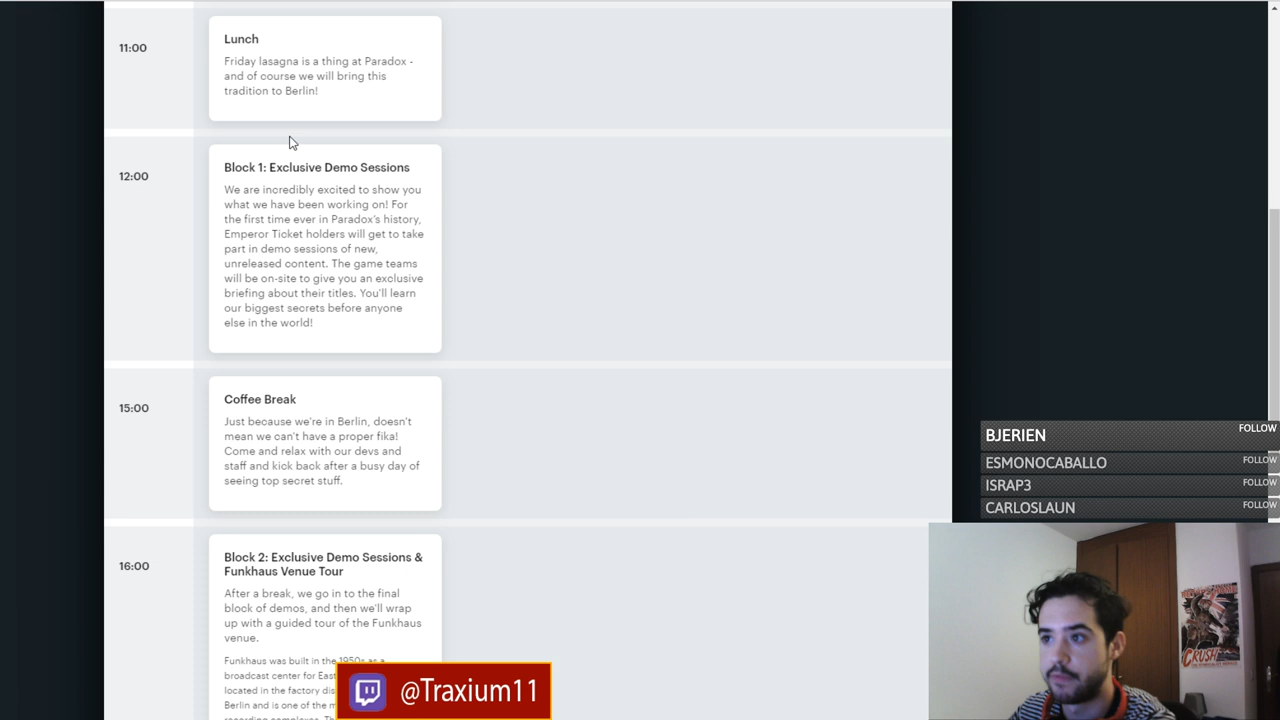 11:00
Lunch
Friday lasagna is a thing at Paradox -
and of course we will bring this
tradition to Berlin!
12:00
Block 1: Exclusive Demo Sessions
We are incredibly excited to show you
what we have been working on! For
the first time ever in Paradox's history,
Emperor Ticket holders will get to take
part in demo sessions of new,
unreleased content. The game teams
will be on-site to give you an exclusive
briefing about their titles. You'll learn
our biggest secrets before anyone
else in the world!
15:00
Coffee Break
Just because we're in Berlin, doesn't
mean we can't have a proper fika!
Come and relax with our devs and
staff and kick back after a busy day of
seeing top secret stuff.
16:00
Block 2: Exclusive Demo Sessions &
Funkhaus Venue Tour
After a break, we go in to the final
block of demos, and then we'll wrap
up with a guided tour of the Funkhaus
venue.
Funkhaus was built in the 1950s as a
broadcast center for East
located in the factory
Berlin and is one of the
@Traxium11
BJERIEN FOLLOW
ESMONOCABALLO FOLLOW
ISRAP3 FOLLOW
CARLOSLAUN FOLLOW
CRUSH